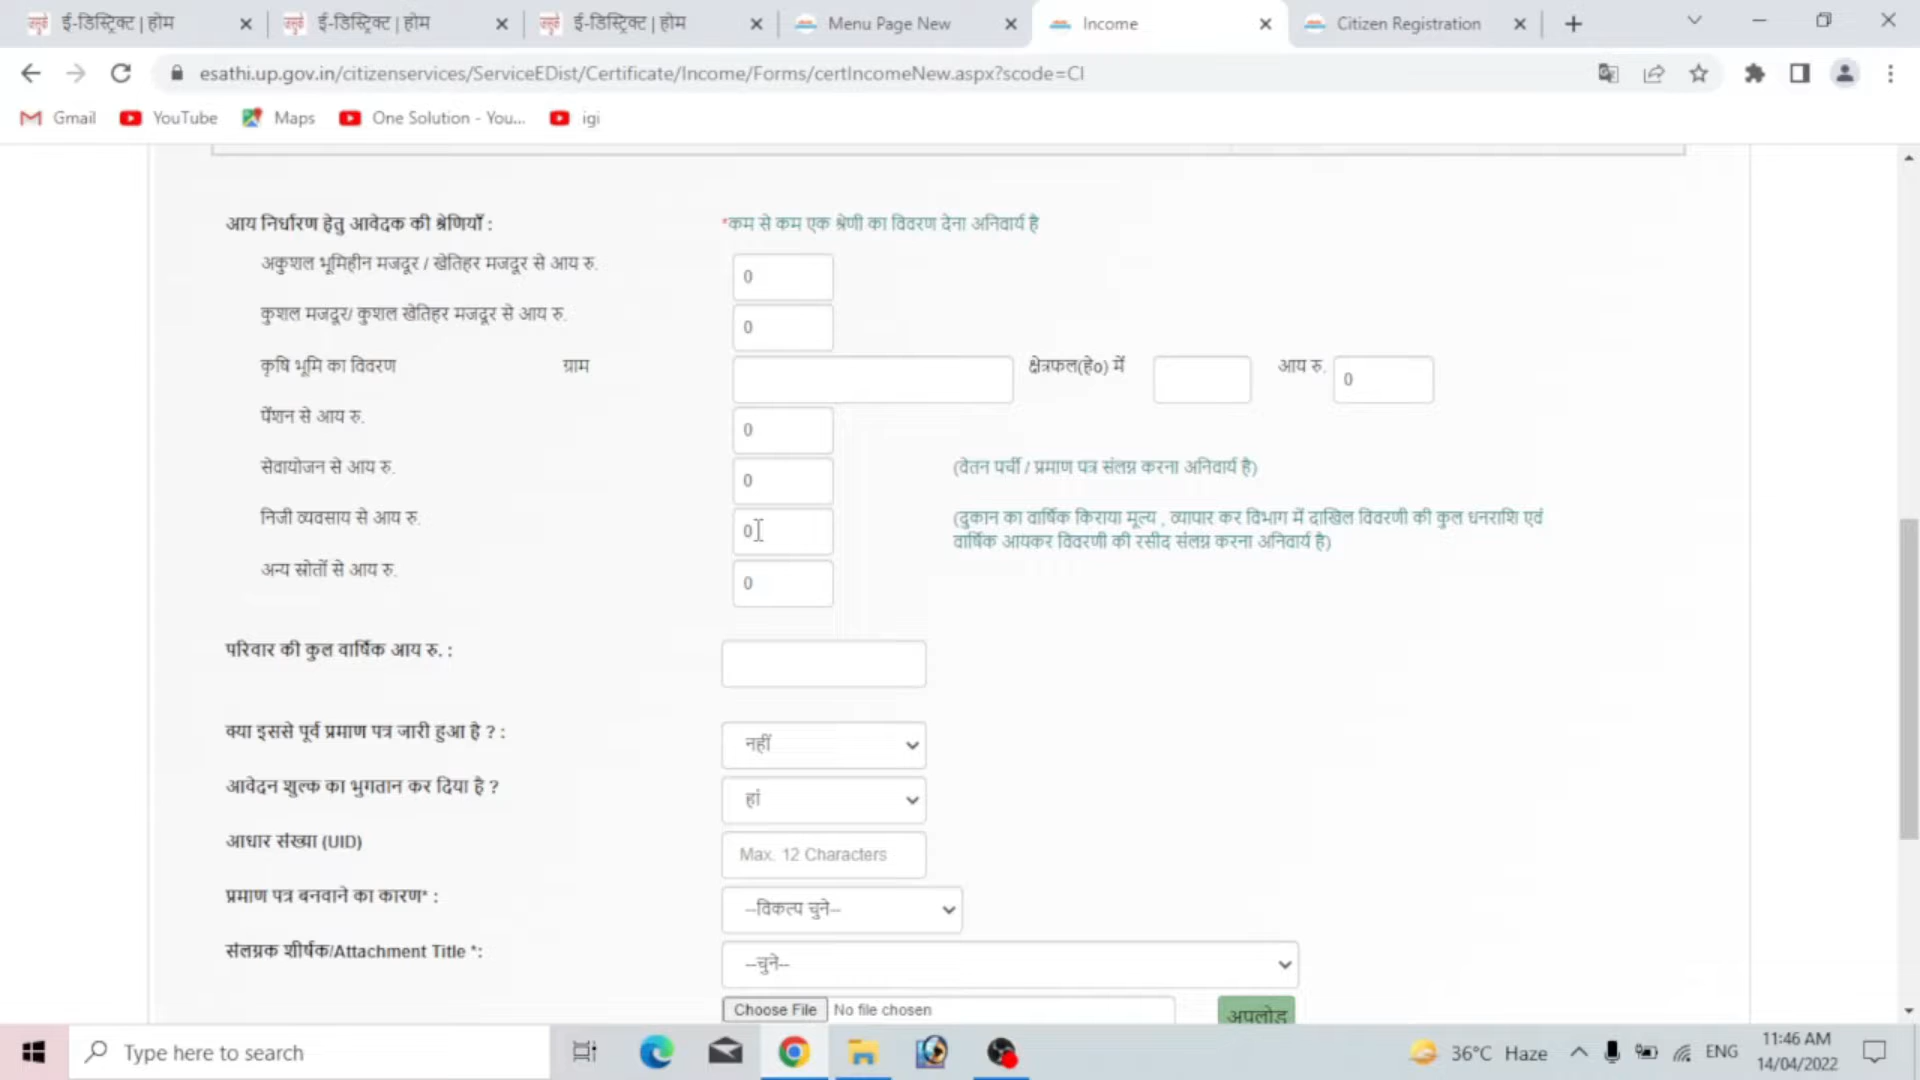 ई-डिस्ट्रिक्ट | होम
ई-डिस्ट्रिक्ट | होम
ई-डिस्ट्रिक्ट | होम
Menu Page New
Income
Citizen Registration
esathi.up.gov.in/citizenservices/ServiceEDist/Certificate/Income/Forms/certIncomeNew.aspx?scode=CI
Gmail YouTube Maps One Solution - You... igi
आय निर्धारण हेतु आवेदक की श्रेणियाँ : *कम से कम एक श्रेणी का विवरण देना अनिवार्य है
अकुशल भूमिहीन मजदूर / खेतिहर मजदूर से आय रु. 0
कुशल मजदूर/ कुशल खेतिहर मजदूर से आय रु. 0
कृषि भूमि का विवरण ग्राम क्षेत्रफल(हे०) में आय रु. 0
पेंशन से आय रु. 0
सेवायोजन से आय रु. 0 (वेतन पर्ची / प्रमाण पत्र संलग्न करना अनिवार्य है)
निजी व्यवसाय से आय रु. 0 (दुकान का वार्षिक किराया मूल्य , व्यापार कर विभाग में दाखिल विवरणी की कुल धनराशि एवं
वार्षिक आयकर विवरणी की रसीद संलग्न करना अनिवार्य है)
अन्य स्रोतों से आय रु. 0
परिवार की कुल वार्षिक आय रु. :
क्या इससे पूर्व प्रमाण पत्र जारी हुआ है ? : नहीं
आवेदन शुल्क का भुगतान कर दिया है ? हां
आधार संख्या (UID) Max. 12 Characters
प्रमाण पत्र बनवाने का कारण* : --विकल्प चुने--
संलग्नक शीर्षक/Attachment Title *: --चुने--
Choose File No file chosen अपलोड
Type here to search
36°C Haze
ENG
11:46 AM
14/04/2022